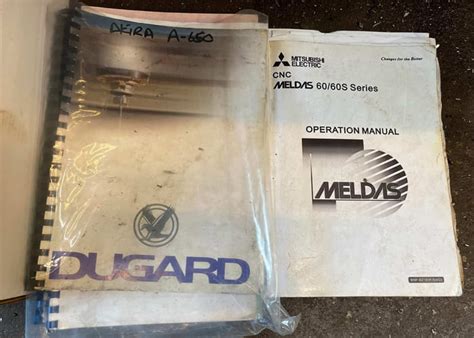 AKIRA A-650
DUGARD
MITSUBISHI
ELECTRIC
Changes for the Better
CNC
MELDAS 60/60S Series
OPERATION MANUAL
MELDAS